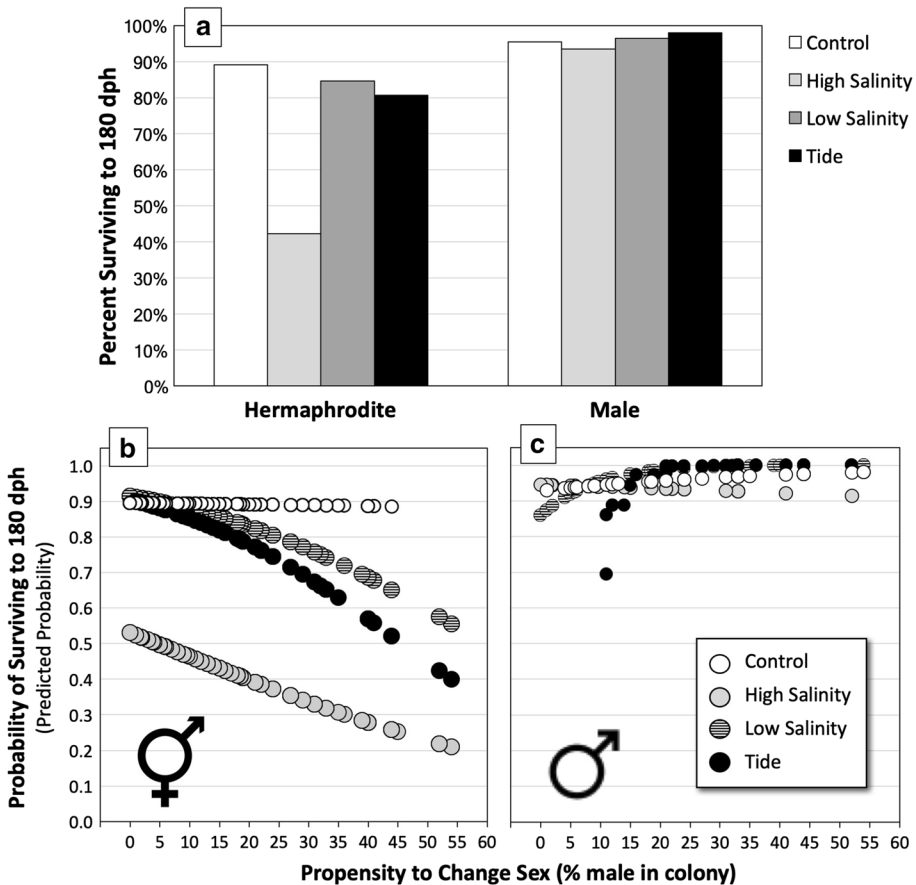 a
100%
90%
80%
70%
60%
50%
40%
30%
20%
10%
0%
Percent Surviving to 180 dph
Hermaphrodite Male
Control
High Salinity
Low Salinity
Tide
b
1.0
0.9
0.8
0.7
0.6
0.5
0.4
0.3
0.2
0.1
0.0
Probability of Surviving to 180 dph
(Predicted Probability)
0 5 10 15 20 25 30 35 40 45 50 55 60
c
Control
High Salinity
Low Salinity
Tide
0 5 10 15 20 25 30 35 40 45 50 55 60
Propensity to Change Sex (% male in colony)